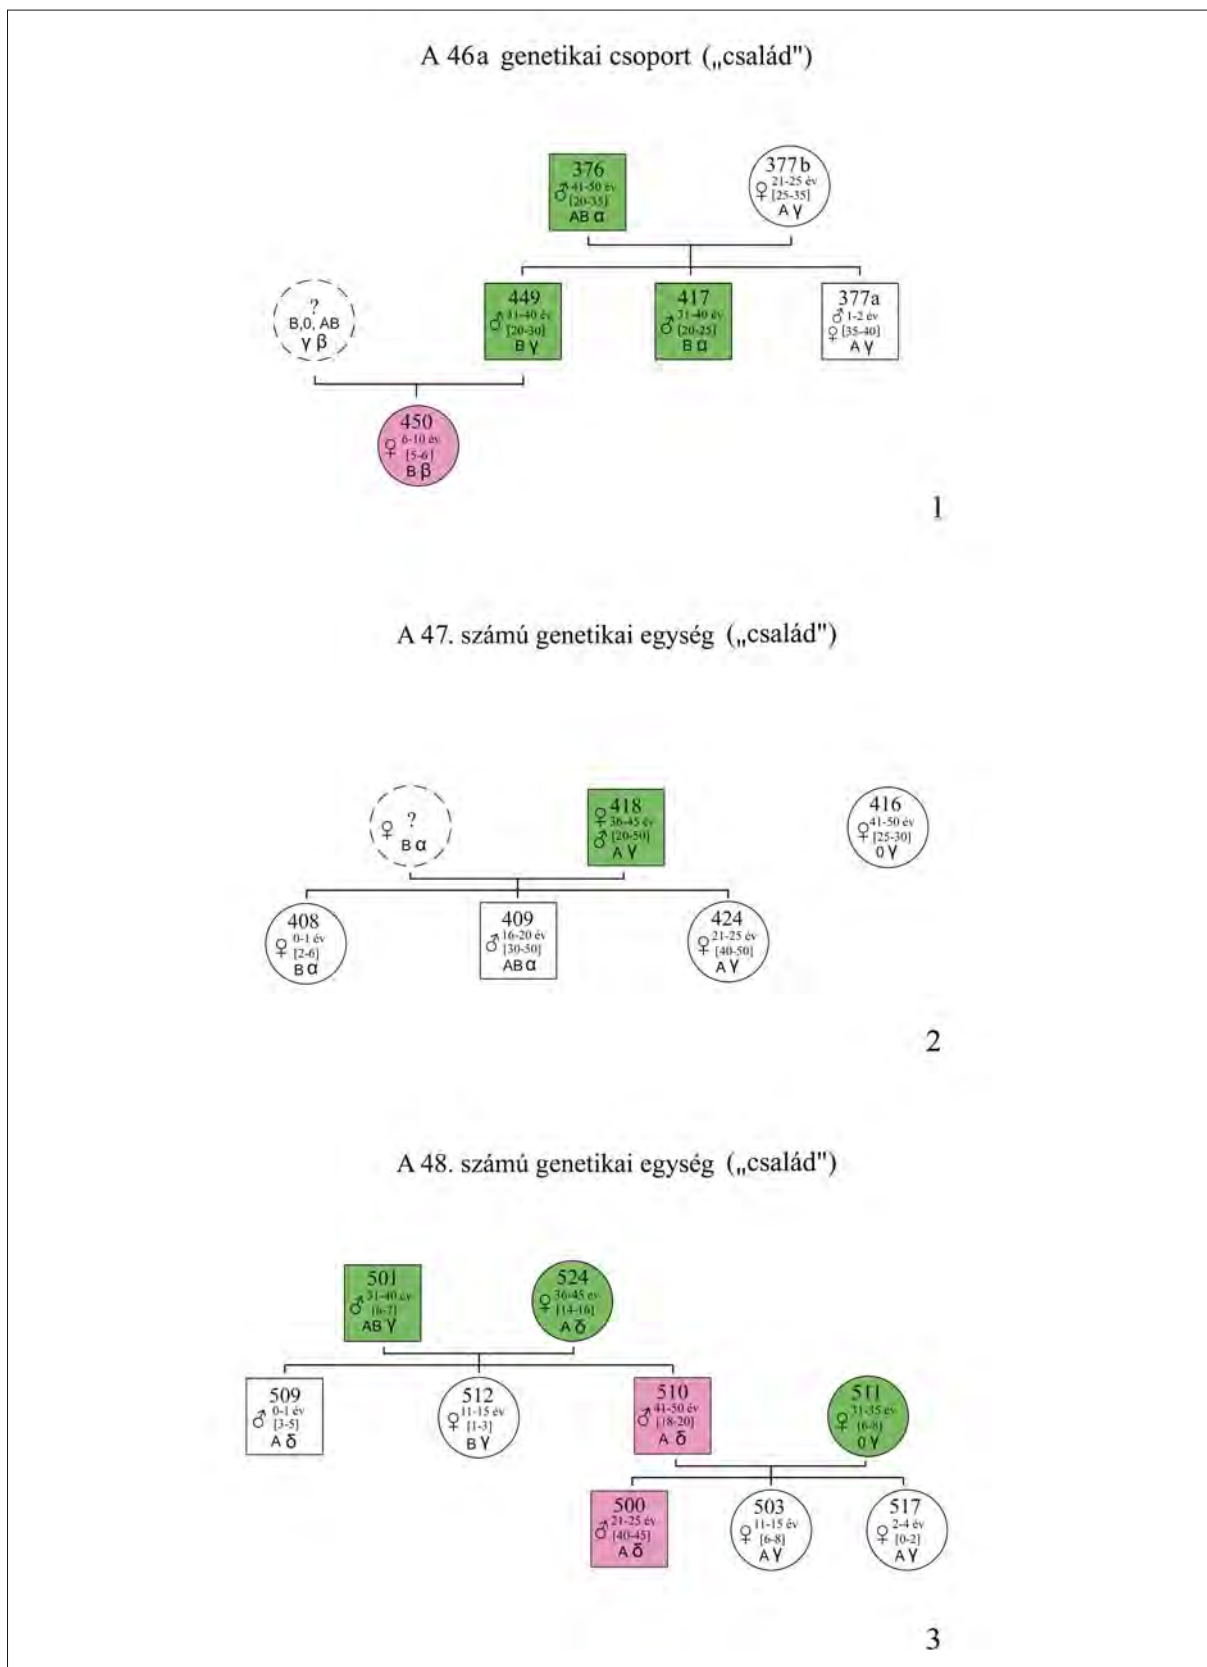 A 46a genetikai csoport („család")
376
♂ 41-50 év
[20-35]
AB α
377b
♀ 21-25 év
[25-35]
A γ
?
B,0, AB
γ β
449
♂ 31-40 év
[20-30]
B γ
417
♂ 31-40 év
[20-25]
B α
377a
♂ 1-2 év
♀ [35-40]
A γ
450
♀ 6-10 év
[5-6]
B β
1
A 47. számú genetikai egység („család")
?
♀
B α
418
♀ 36-45 év
♂ [20-50]
A γ
416
♀ 41-50 év
[25-30]
0 γ
408
♀ 0-1 év
[2-6]
B α
409
♂ 16-20 év
[30-50]
AB α
424
♀ 21-25 év
[40-50]
A γ
2
A 48. számú genetikai egység („család")
501
♂ 31-40 év
[6-7]
AB γ
524
♀ 36-45 év
[14-16]
A δ
509
♂ 0-1 év
[3-5]
A δ
512
♀ 11-15 év
[1-3]
B γ
510
♂ 41-50 év
[18-20]
A δ
511
♀ 31-35 év
[6-8]
0 γ
500
♂ 21-25 év
[40-45]
A δ
503
♀ 11-15 év
[6-8]
A γ
517
♀ 2-4 év
[0-2]
A γ
3